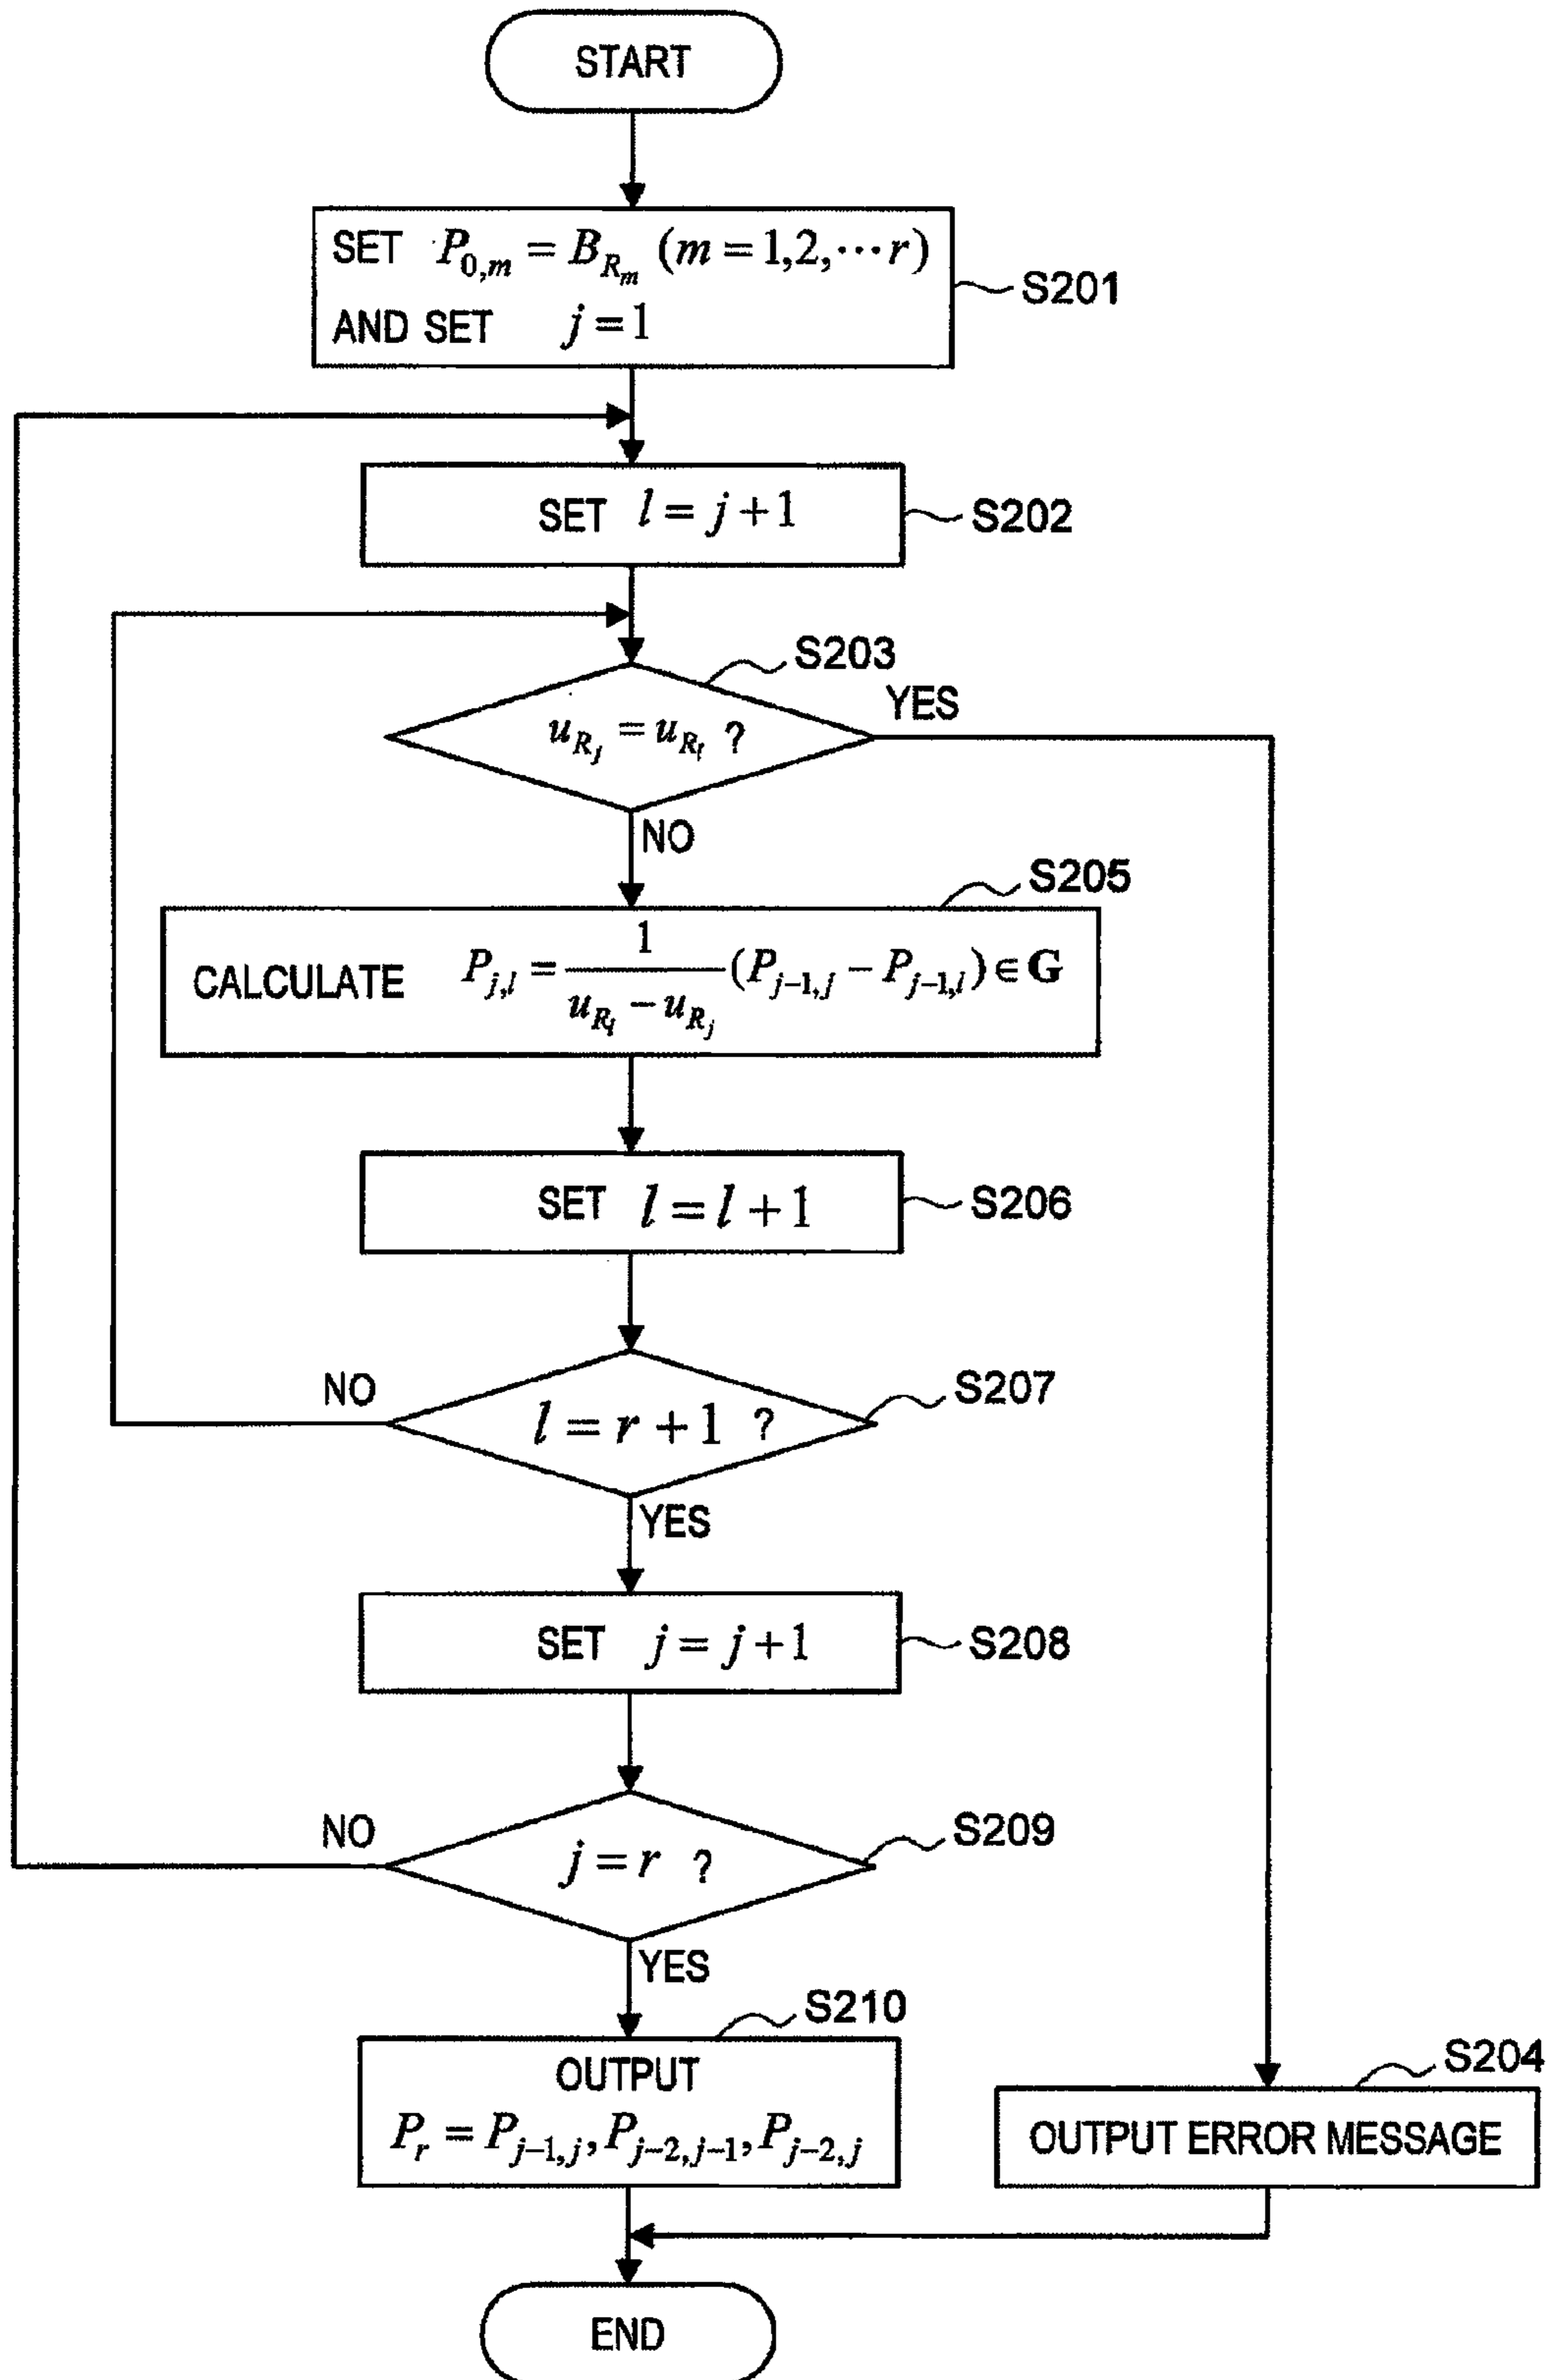 START
SET P_{0,m} = B_{R_m} (m = 1,2,⋯r)
AND SET j = 1
S201
SET l = j + 1
S202
S203
YES
u_{R_j} = u_{R_l} ?
NO
S205
CALCULATE P_{j,l} = \frac{1}{u_{R_l} − u_{R_j}} (P_{j−1,j} − P_{j−1,l}) ∈ G
SET l = l + 1
S206
NO
S207
l = r + 1 ?
YES
SET j = j + 1
S208
NO
S209
j = r ?
YES
S210
OUTPUT
P_r = P_{j−1,j}, P_{j−2,j−1}, P_{j−2,j}
S204
OUTPUT ERROR MESSAGE
END